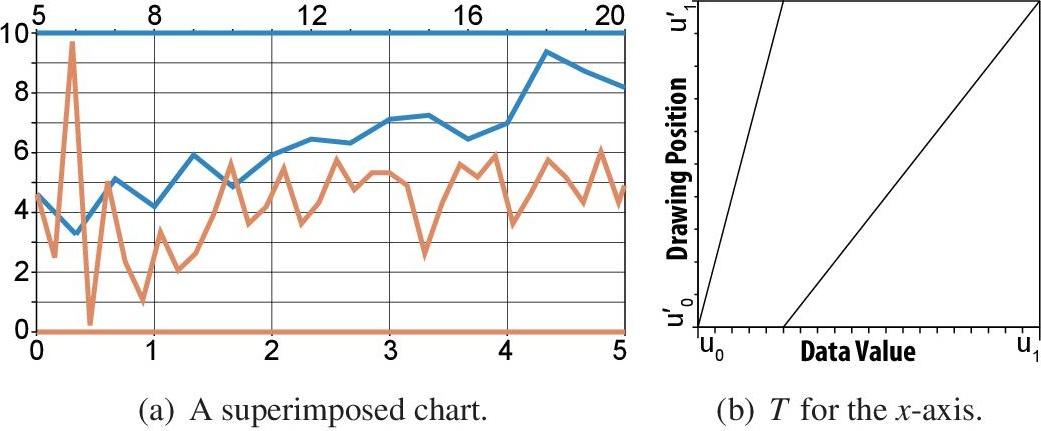 5 8 12 16 20
10
8
6
4
2
0
0 1 2 3 4 5
(a) A superimposed chart.
u′1
Drawing Position
u′0
u0 Data Value u1
(b) T for the x-axis.